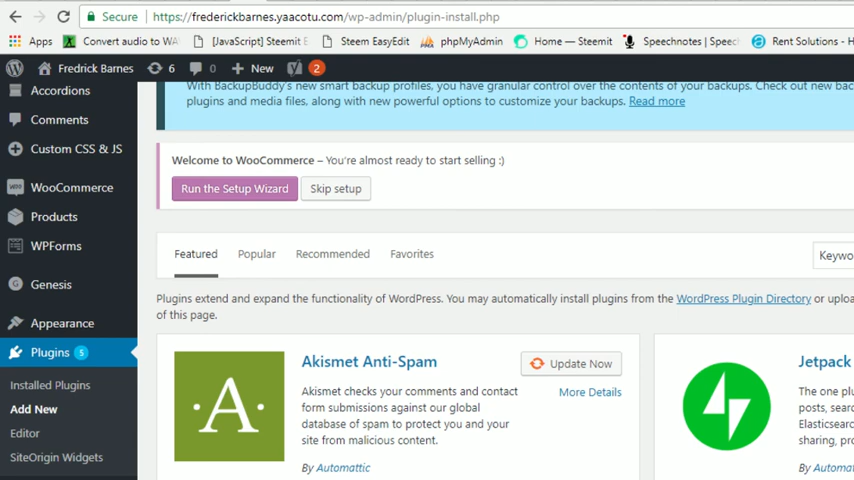 Secure https://frederickbarnes.yaacotu.com/wp-admin/plugin-install.php
Apps Convert audio to WA [JavaScript] Steemit E Steem EasyEdit phpMyAdmin Home — Steemit Speechnotes | Speec Rent Solutions - H
Fredrick Barnes 6 0 New 2
Accordions
Comments
Custom CSS & JS
WooCommerce
Products
WPForms
Genesis
Appearance
Plugins 5
Installed Plugins
Add New
Editor
SiteOrigin Widgets
With BackupBuddy's new smart backup profiles, you have granular control over the contents of your backups. Check out new
plugins and media files, along with new powerful options to customize your backups. Read more
Welcome to WooCommerce – You're almost ready to start selling :)
Run the Setup Wizard Skip setup
Featured Popular Recommended Favorites Keywo
Plugins extend and expand the functionality of WordPress. You may automatically install plugins from the WordPress Plugin Directory or uploa
of this page.
Akismet Anti-Spam
Update Now
More Details
Akismet checks your comments and contact
form submissions against our global
database of spam to protect you and your
site from malicious content.
By Automattic
A
Jetpack
The one plu
posts, sear
Elasticsear
sharing, pro
By Automa